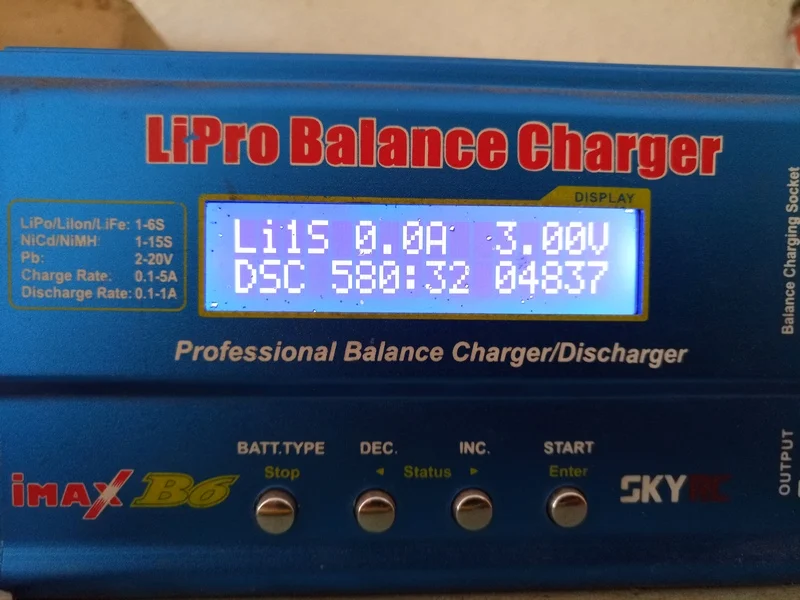 LiPro Balance Charger
DISPLAY
LiPo/LiIon/LiFe: 1-6S
NiCd/NiMH: 1-15S
Pb: 2-20V
Charge Rate: 0.1-5A
Discharge Rate: 0.1-1A
Li1S 0.0A 3.00V
DSC 580:32 04837
Balance Charging Socket
Professional Balance Charger/Discharger
BATT.TYPE DEC. INC. START
Stop ◄ Status ► Enter
iMAX B6
SKYRC
OUTPUT